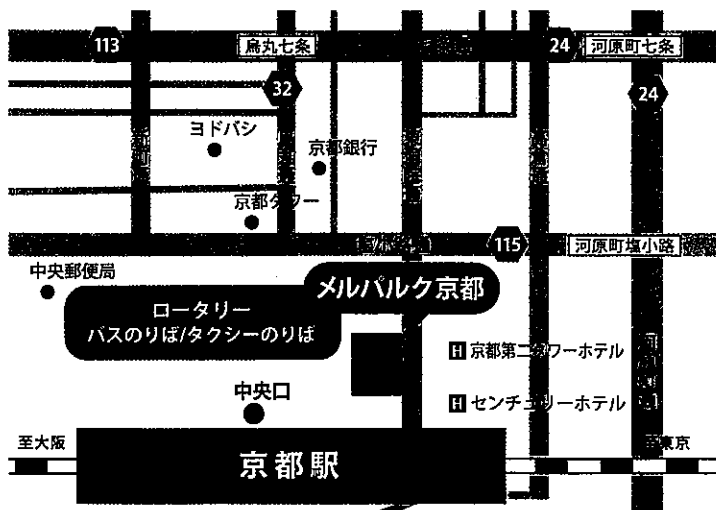 113
烏丸七条
24
河原町七条
32
24
ヨドバシ
京都銀行
京都タワー
115
河原町塩小路
中央郵便局
メルパルク京都
ロータリー
バスのりば/タクシーのりば
H 京都第二タワーホテル
中央口
H センチュリーホテル
至大阪
京都駅
至東京